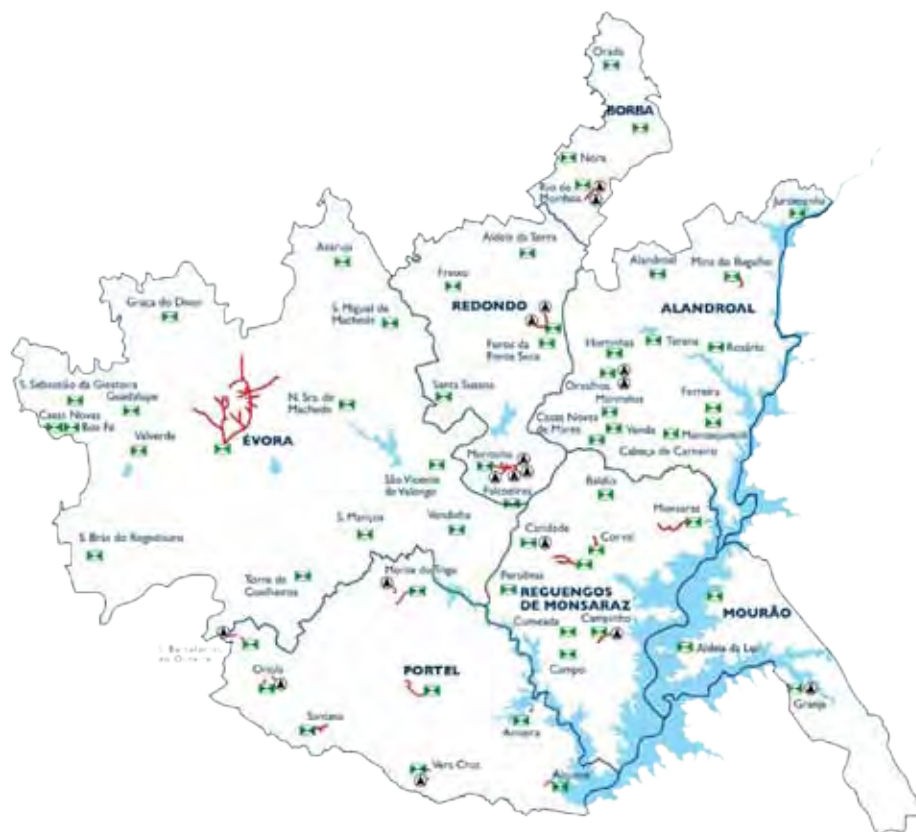 Orada
BORBA
Nora
Rio de
Moinhos
Juromenha
Aldeia da Serra
Alandroal
Mina do Bugalho
Azaruja
Freixo
Graça do Divor
S. Miguel de
Machede
REDONDO
ALANDROAL
Foros da
Fonte Seca
Hortinhas
Terena
Rosário
S. Sebastião da Giesteira
Guadalupe
Orvalhos
Santa Susana
Ferreira
N. Sra. de
Machede
Marmelos
Casas Novas
Boa Fé
Casas Novas
de Mares
Venda
Montejuntos
ÉVORA
Cabeça de Carneiro
Valverde
Montoito
São Vicente
do Valongo
Baldio
Falcoeiras
Monsaraz
S. Manços
Vendinha
Caridade
Corval
S. Brás do Regedouro
Torre de
Coelheiros
Monte do Trigo
Perolivas
REGUENGOS
DE MONSARAZ
MOURÃO
Cumeada
Campinho
Aldeia da Luz
Campo
Oriola
PORTEL
Granja
Santana
Amieira
Vera Cruz
Alqueva